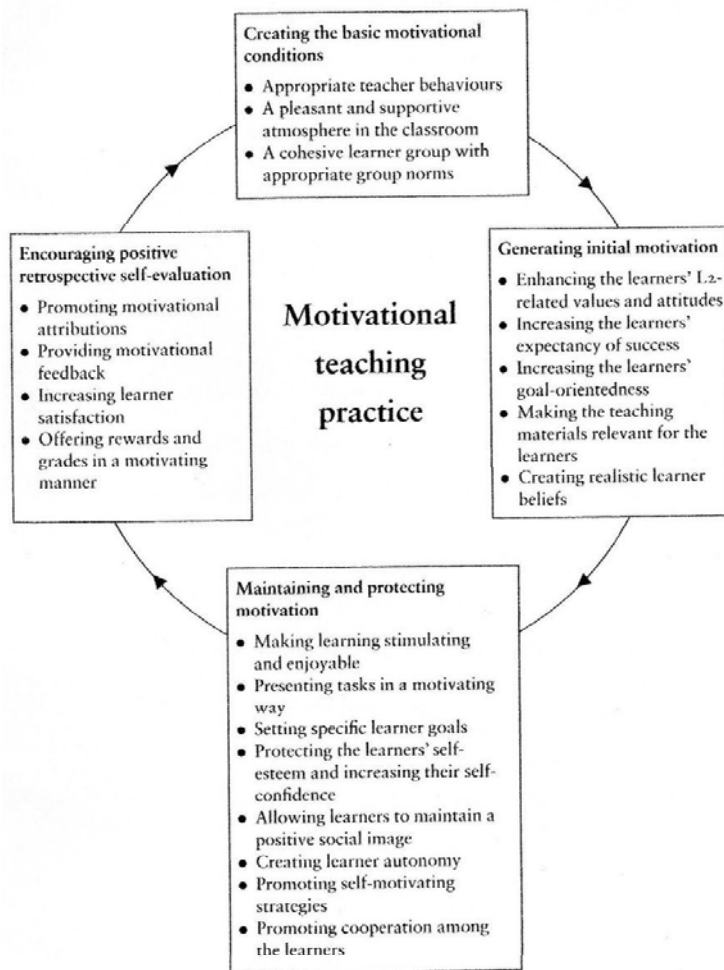 Creating the basic motivational
conditions
• Appropriate teacher behaviours
• A pleasant and supportive
atmosphere in the classroom
• A cohesive learner group with
appropriate group norms
Generating initial motivation
• Enhancing the learners' L2-
related values and attitudes
• Increasing the learners'
expectancy of success
• Increasing the learners'
goal-orientedness
• Making the teaching
materials relevant for the
learners
• Creating realistic learner
beliefs
Maintaining and protecting
motivation
• Making learning stimulating
and enjoyable
• Presenting tasks in a motivating
way
• Setting specific learner goals
• Protecting the learners' self-
esteem and increasing their self-
confidence
• Allowing learners to maintain a
positive social image
• Creating learner autonomy
• Promoting self-motivating
strategies
• Promoting cooperation among
the learners
Encouraging positive
retrospective self-evaluation
• Promoting motivational
attributions
• Providing motivational
feedback
• Increasing learner
satisfaction
• Offering rewards and
grades in a motivating
manner
Motivational
teaching
practice